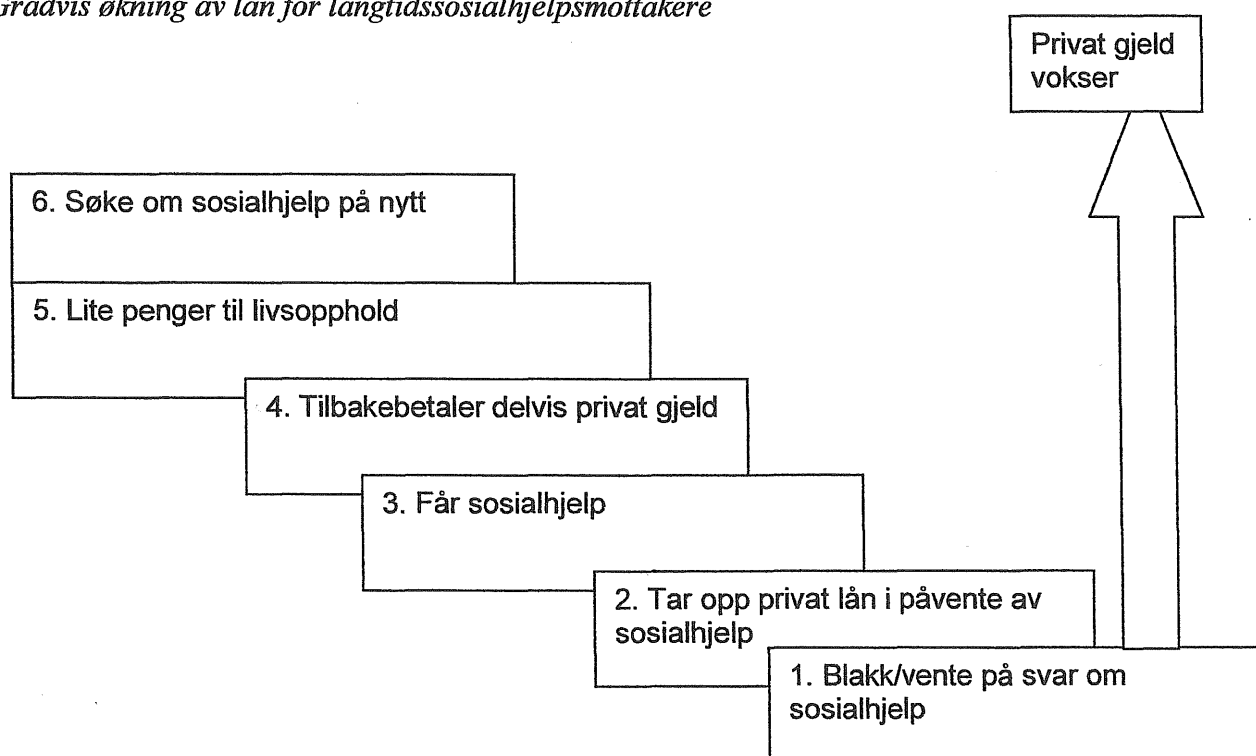 Gradvis økning av lån for langtidssosialhjelpsmottakere
Privat gjeld
vokser
6. Søke om sosialhjelp på nytt
5. Lite penger til livsopphold
4. Tilbakebetaler delvis privat gjeld
3. Får sosialhjelp
2. Tar opp privat lån i påvente av
sosialhjelp
1. Blakk/vente på svar om
sosialhjelp